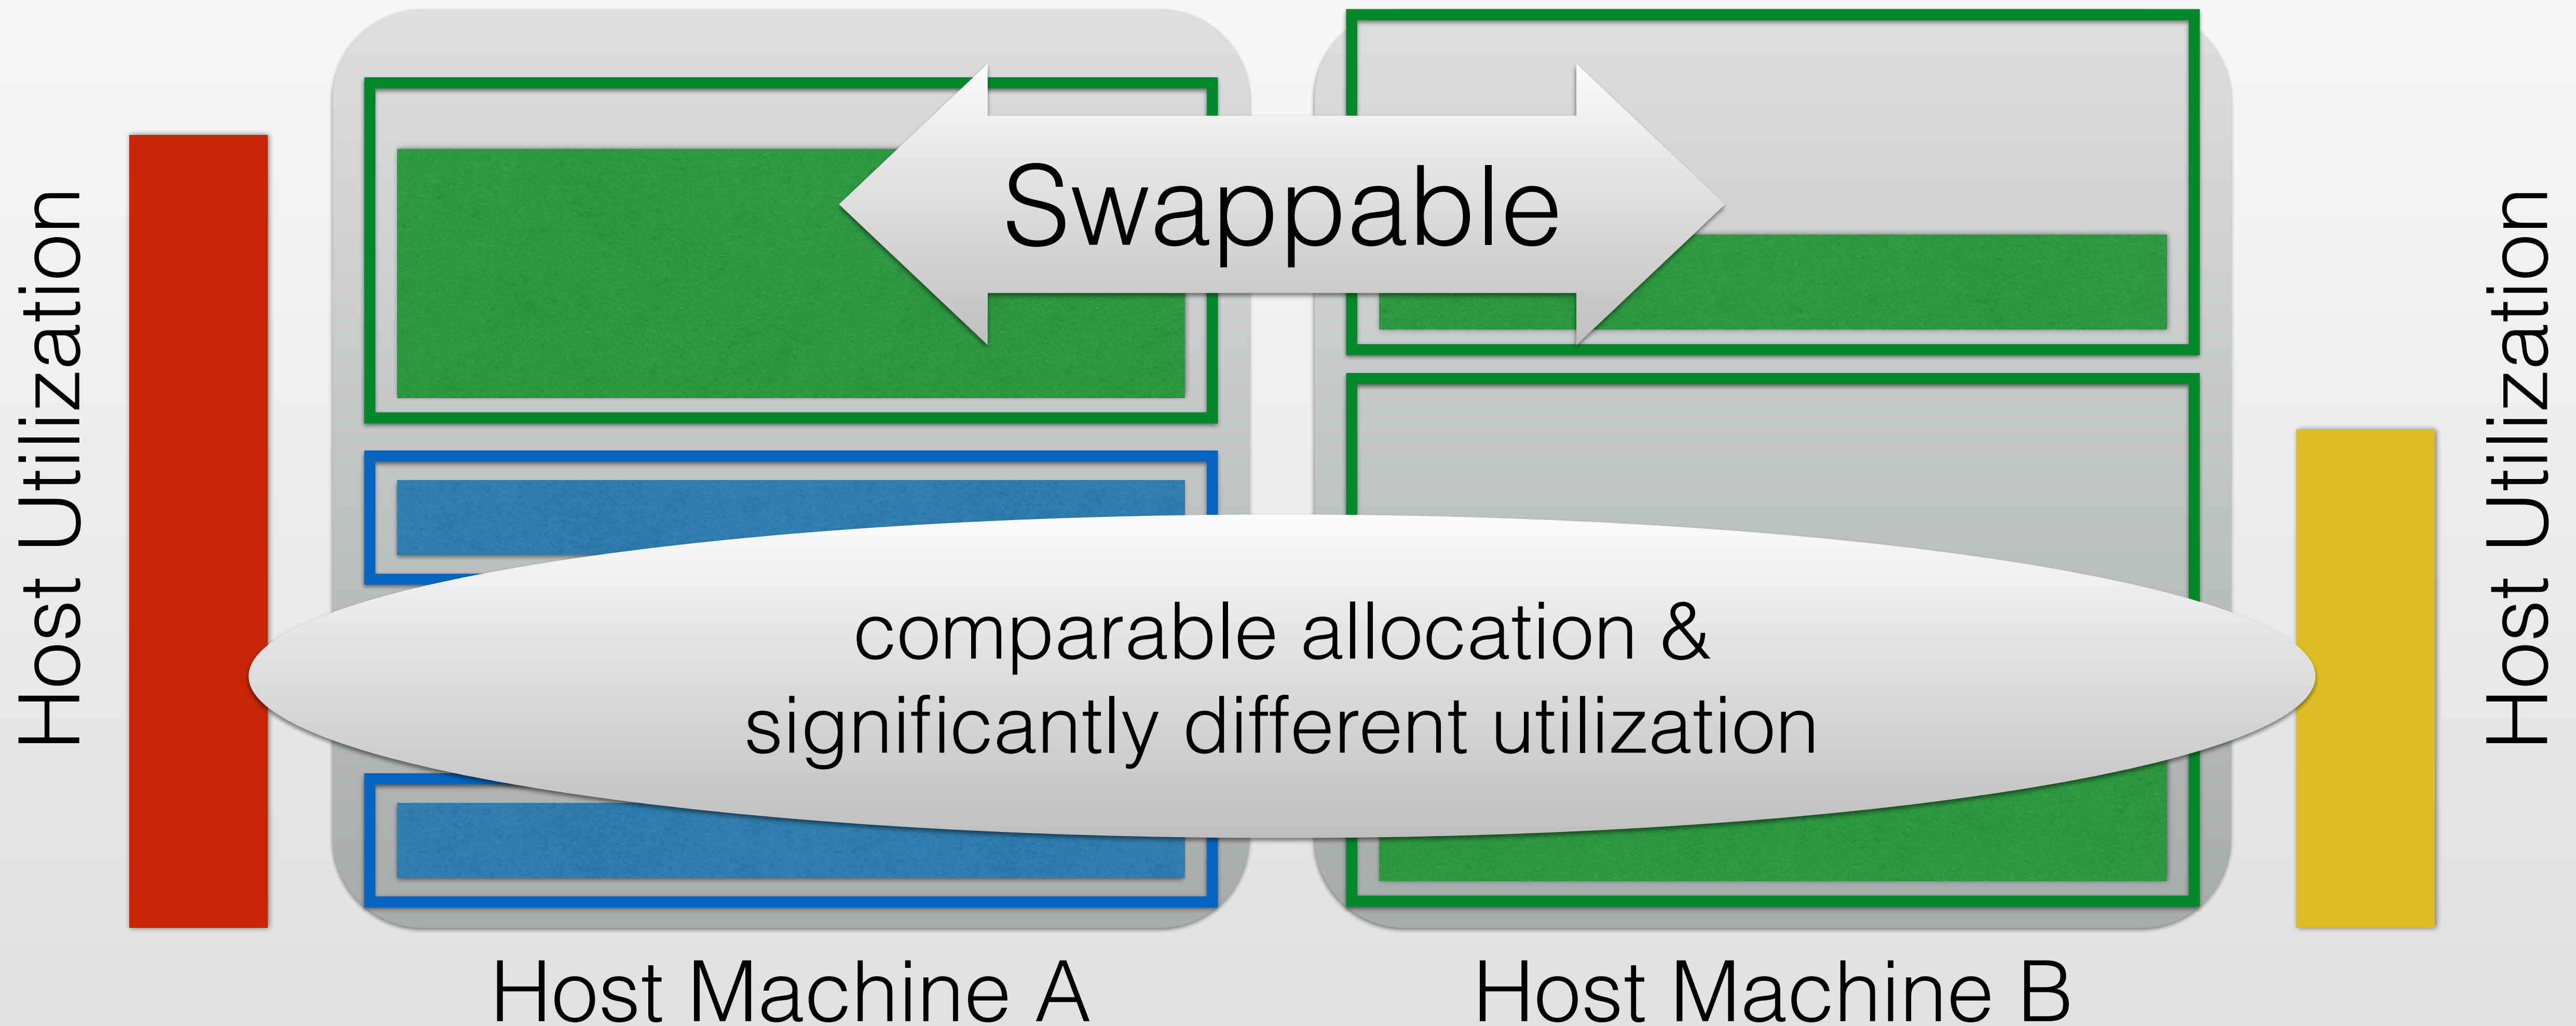 Host Utilization
Swappable
comparable allocation &
significantly different utilization
Host Utilization
Host Machine A
Host Machine B